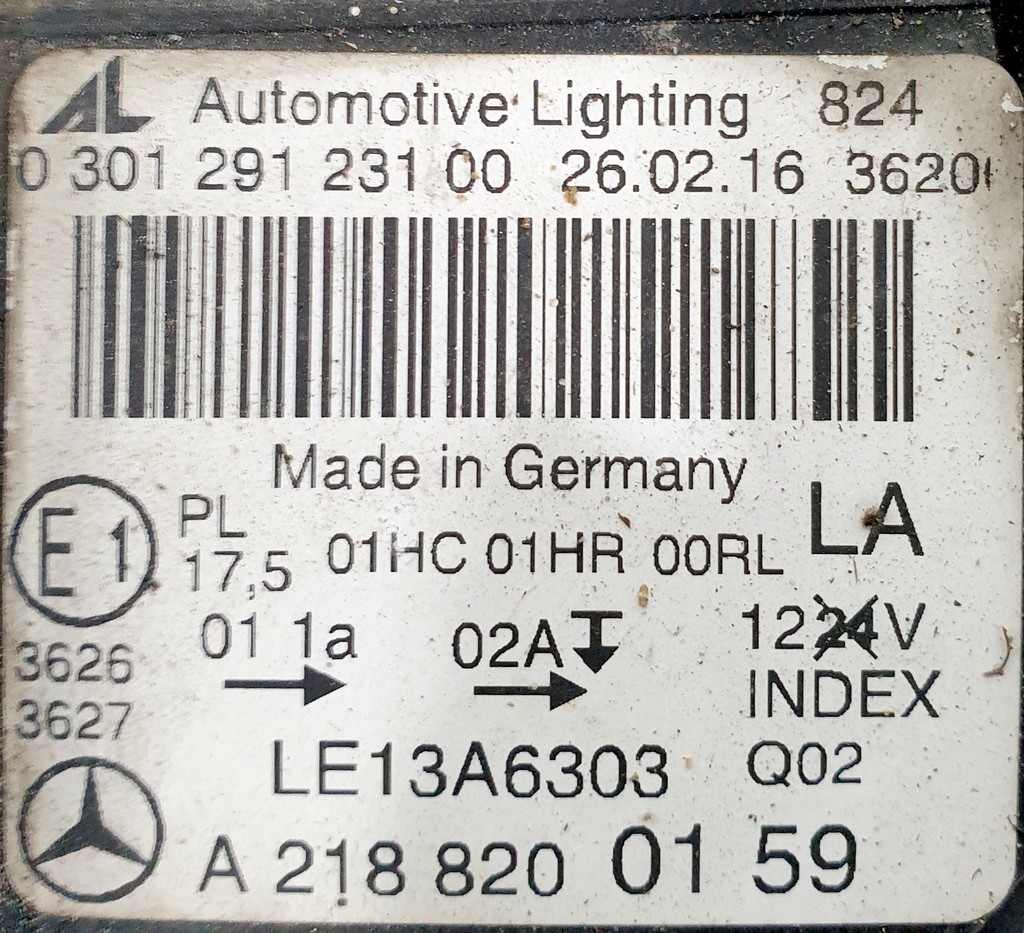 AL Automotive Lighting 824
0 301 291 231 00 26.02.16 3620
Made in Germany
E1 PL 17,5 01HC 01HR 00RL LA
01 1a 02A 1224V
3626 INDEX
3627
LE13A6303 Q02
A 218 820 01 59